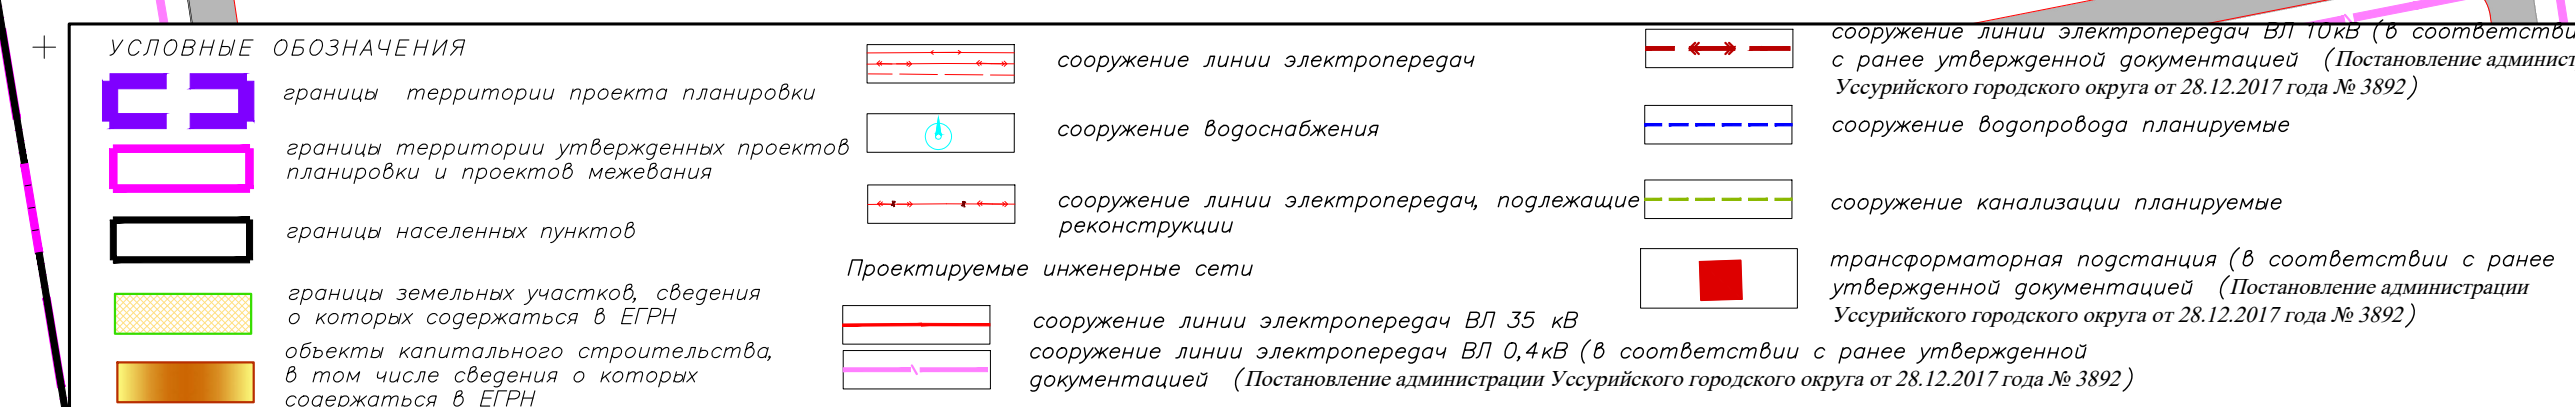 УСЛОВНЫЕ ОБОЗНАЧЕНИЯ
границы территории проекта планировки
границы территории утвержденных проектов
планировки и проектов межевания
границы населенных пунктов
границы земельных участков, сведения
о которых содержаться в ЕГРН
объекты капитального строительства,
в том числе сведения о которых
содержаться в ЕГРН
сооружение линии электропередач
сооружение водоснабжения
сооружение линии электропередач, подлежащие
реконструкции
Проектируемые инженерные сети
сооружение линии электропередач ВЛ 35 кВ
сооружение линии электропередач ВЛ 0,4кВ (в соответствии с ранее утвержденной
документацией (Постановление администрации Уссурийского городского округа от 28.12.2017 года № 3892)
сооружение линии электропередач ВЛ 10кВ (в соответстви
с ранее утвержденной документацией (Постановление админист
Уссурийского городского округа от 28.12.2017 года № 3892)
сооружение водопровода планируемые
сооружение канализации планируемые
трансформаторная подстанция (в соответствии с ранее
утвержденной документацией (Постановление администрации
Уссурийского городского округа от 28.12.2017 года № 3892)